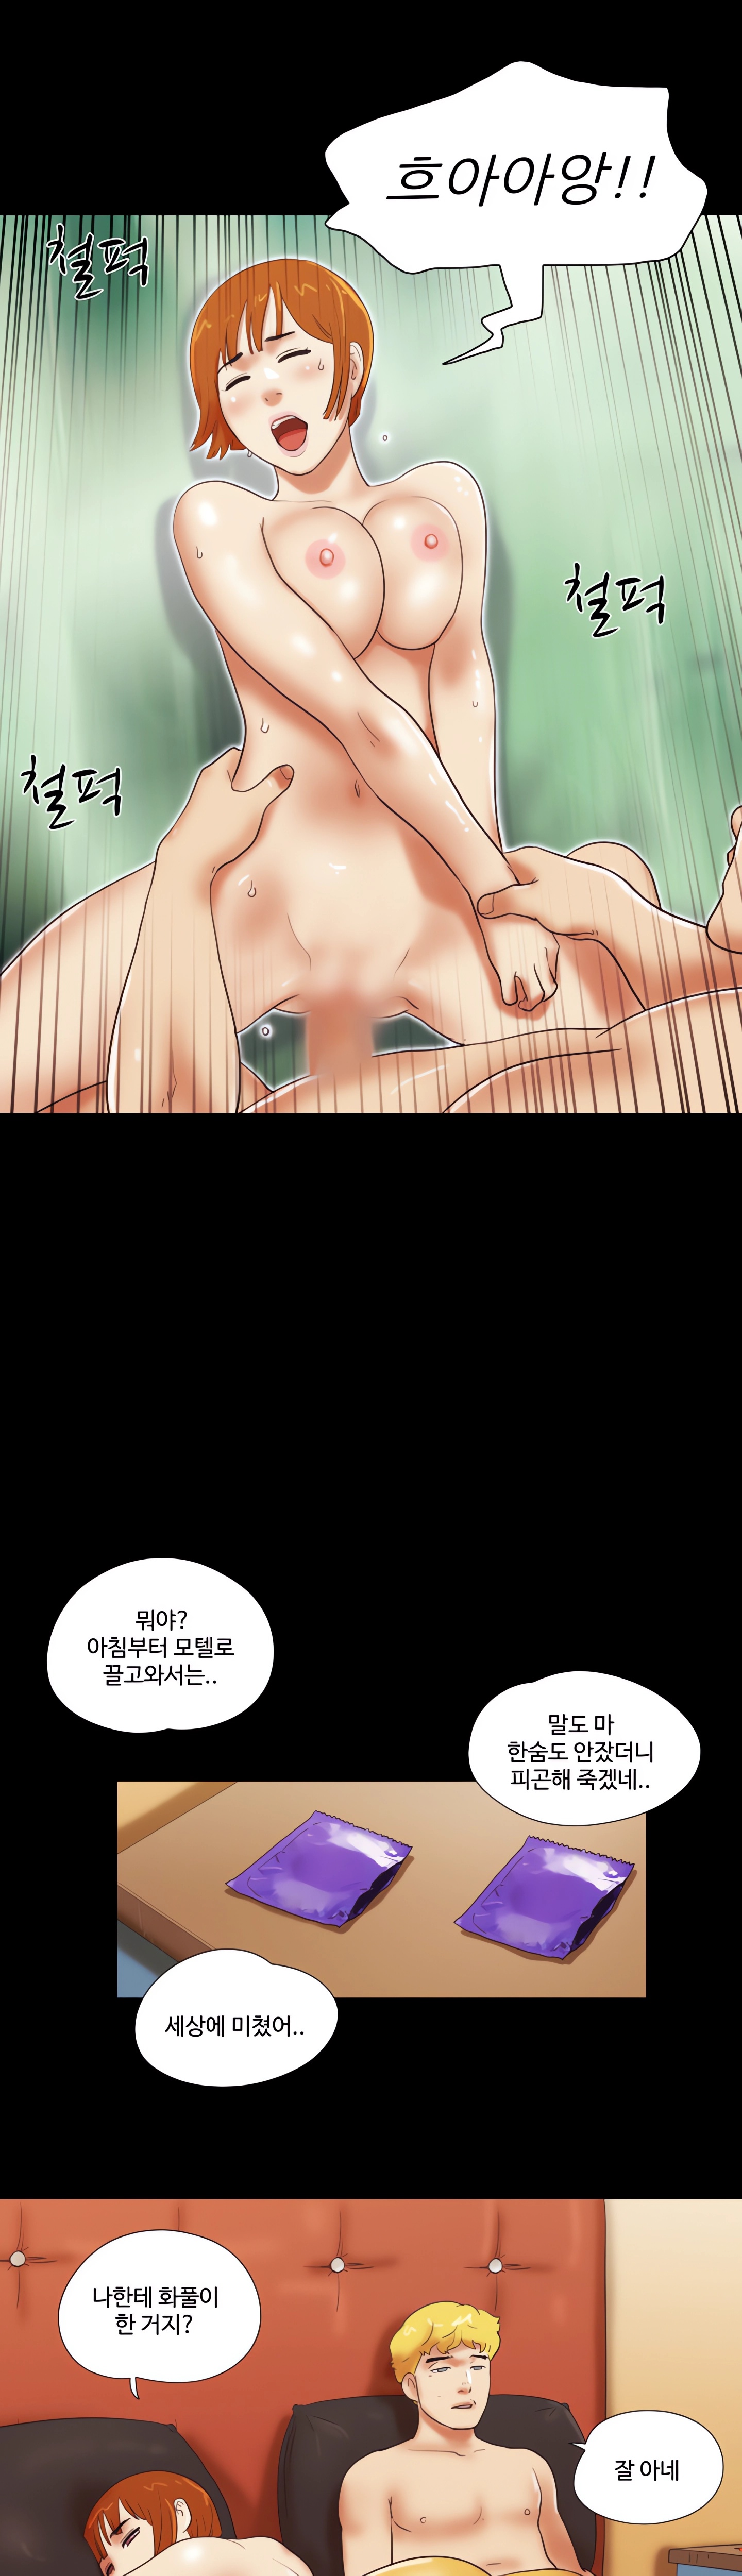 흐아아앙!!
철퍽
철퍽
철퍽
뭐야?
아침부터 모텔로
끌고와서는..
말도 마
한숨도 안잤더니
피곤해 죽겠네..
세상에 미쳤어..
나한테 화풀이
한 거지?
잘 아네